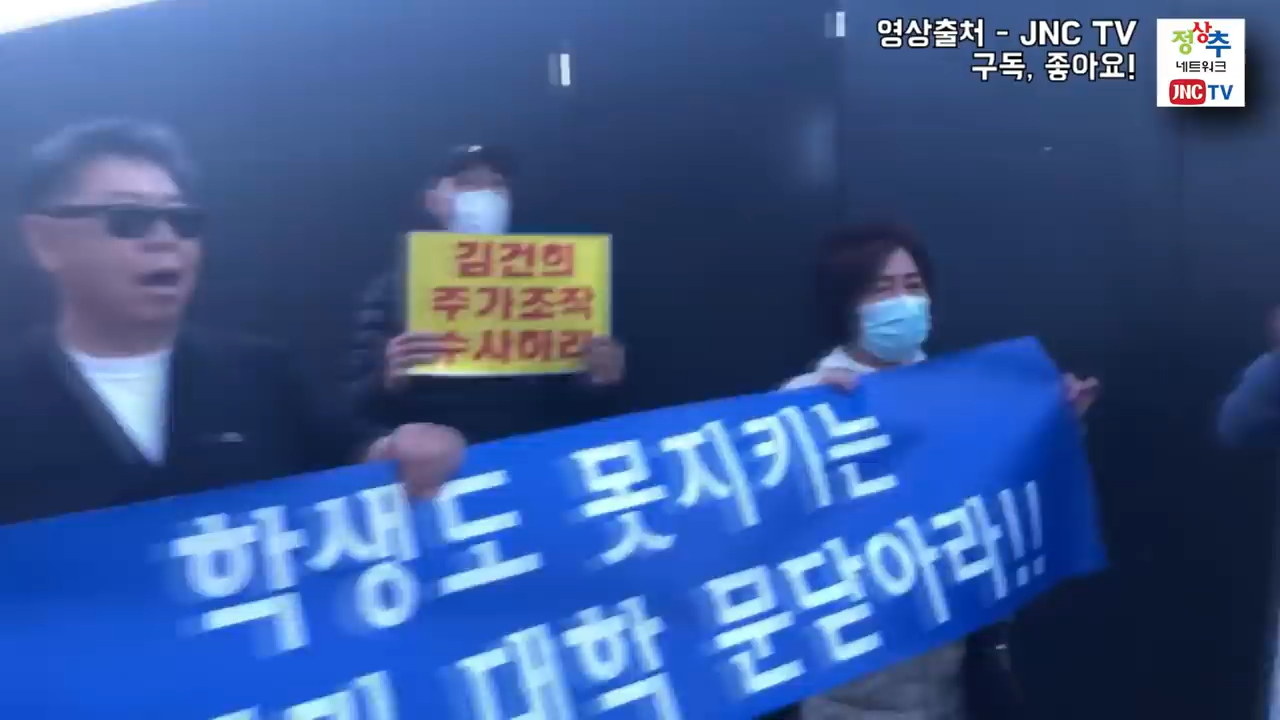 영상출처 - JNC TV
구독, 좋아요!
정상추
네트워크
JNC TV
김건희
주가조작
수사하라
학생도 못지키는
대학 문닫아라!!